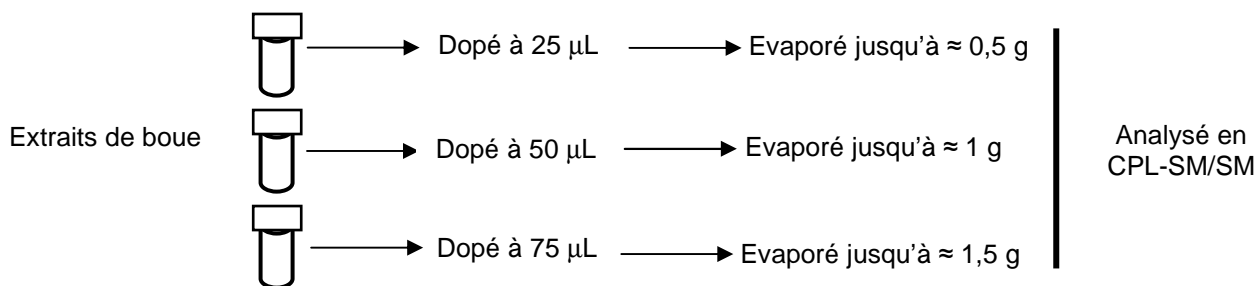 Dopé à 25 µL
Evaporé jusqu'à ≈ 0,5 g
Extraits de boue
Dopé à 50 µL
Evaporé jusqu'à ≈ 1 g
Analysé en
CPL-SM/SM
Dopé à 75 µL
Evaporé jusqu'à ≈ 1,5 g